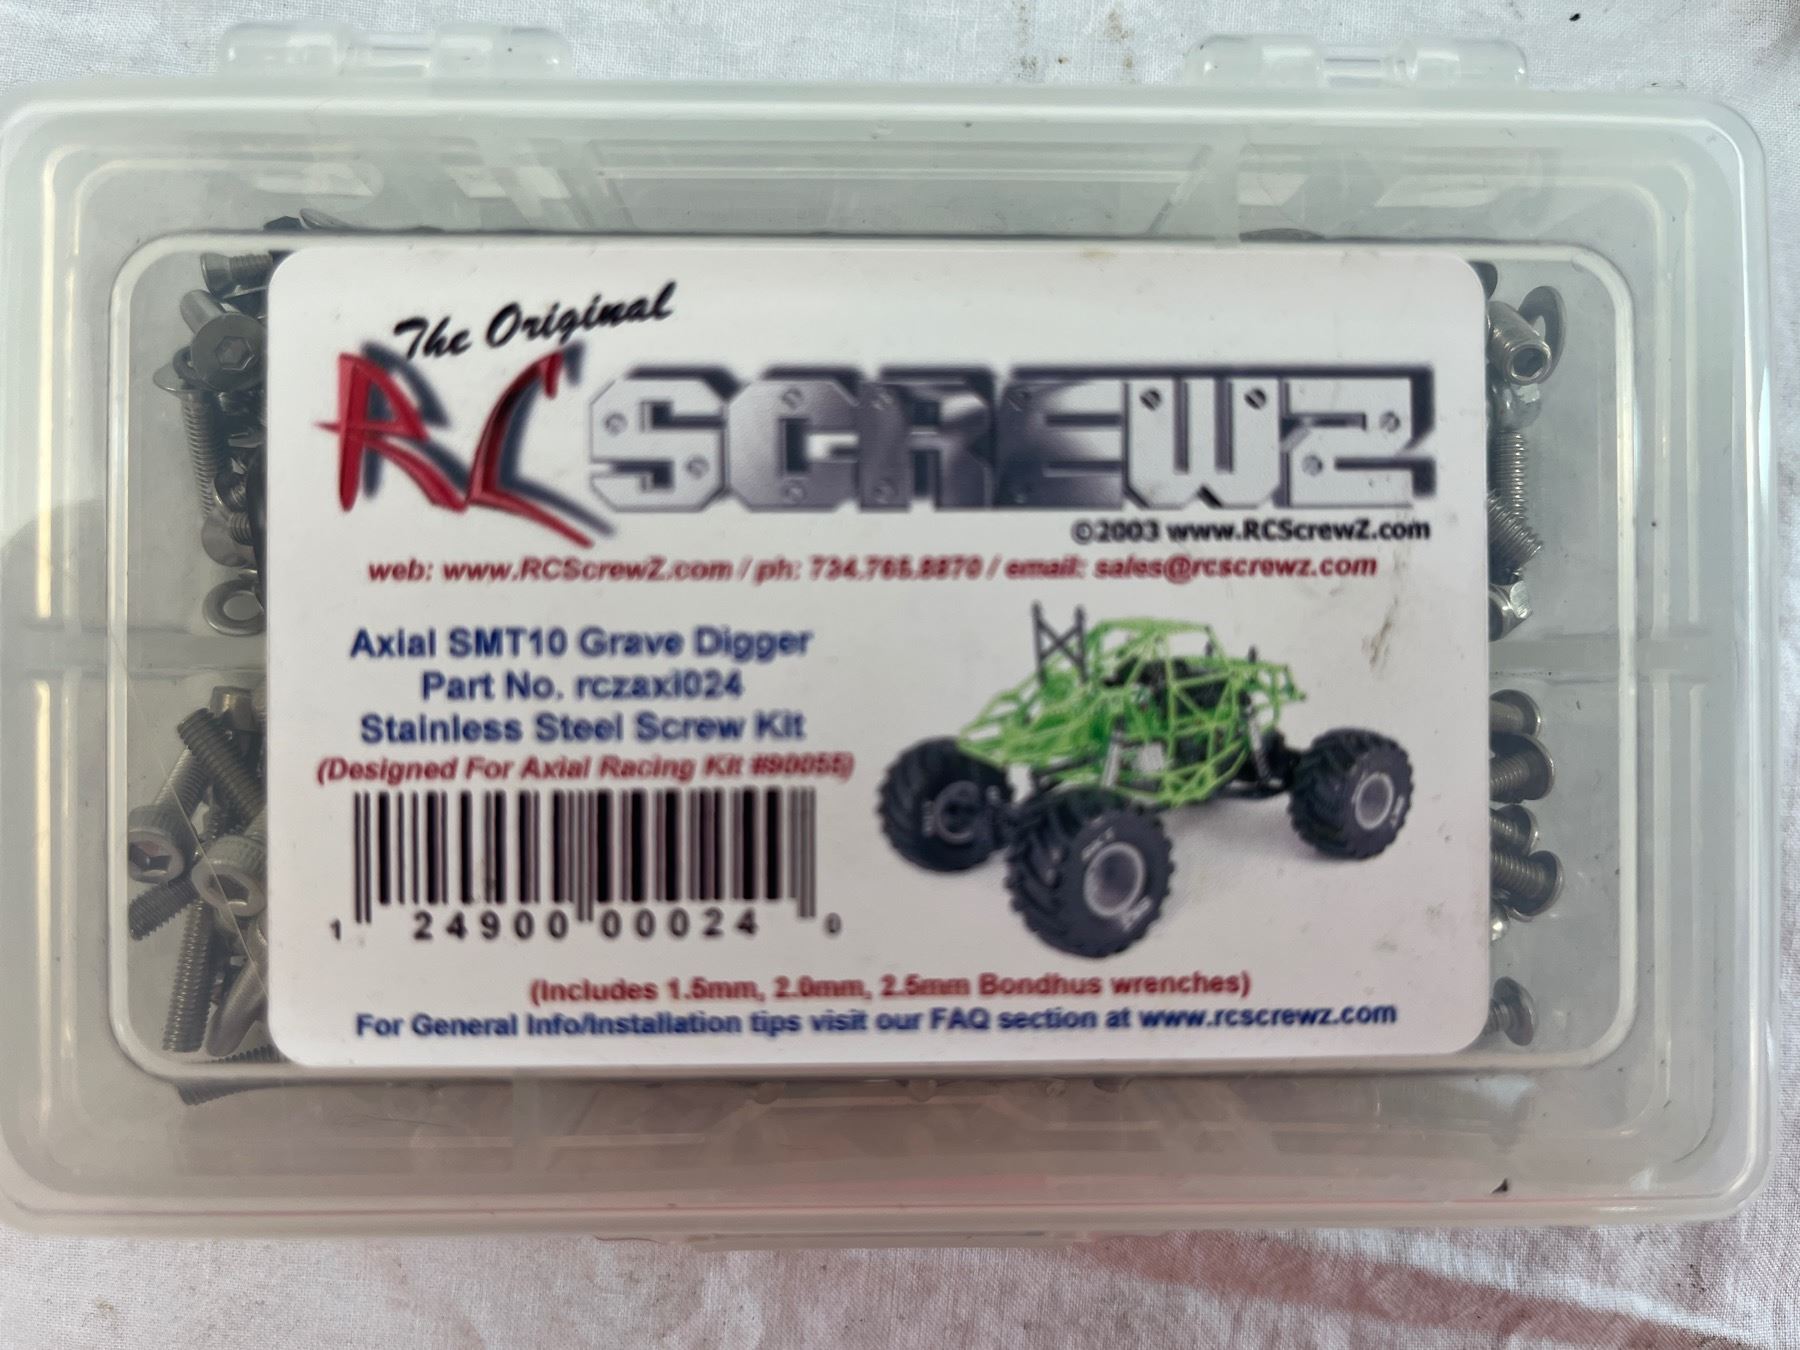 The Original
RC SCREWZ
©2003 www.RCScrewZ.com
web: www.RCScrewZ.com / ph: 734.765.8870 / email: sales@rcscrewz.com
Axial SMT10 Grave Digger
Part No. rczaxi024
Stainless Steel Screw Kit
(Designed For Axial Racing Kit #90055)
1 24900 00024 0
(Includes 1.5mm, 2.0mm, 2.5mm Bondhus wrenches)
For General Info/Installation tips visit our FAQ section at www.rcscrewz.com